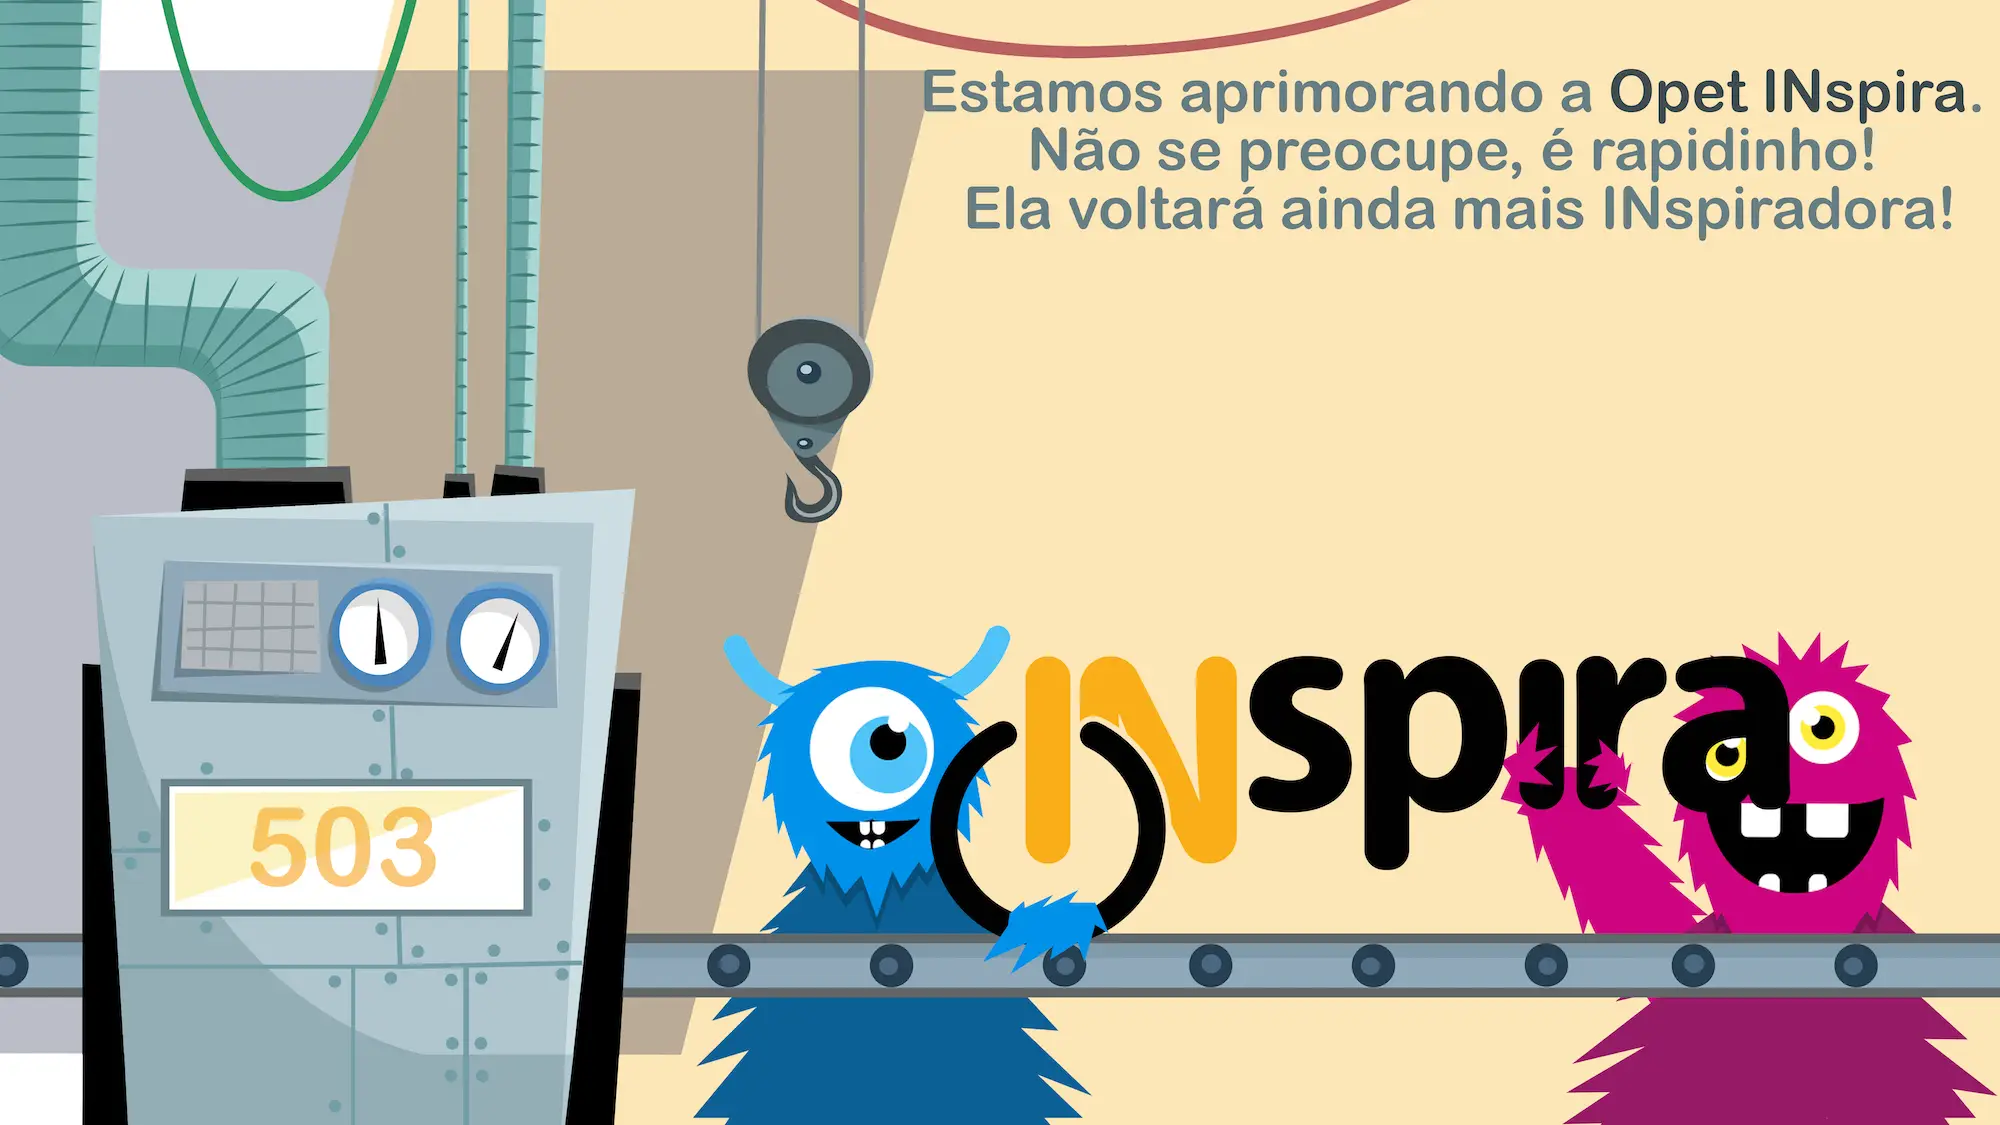 Estamos aprimorando a Opet INspira.
Não se preocupe, é rapidinho!
Ela voltará ainda mais INspiradora!
INspira
503